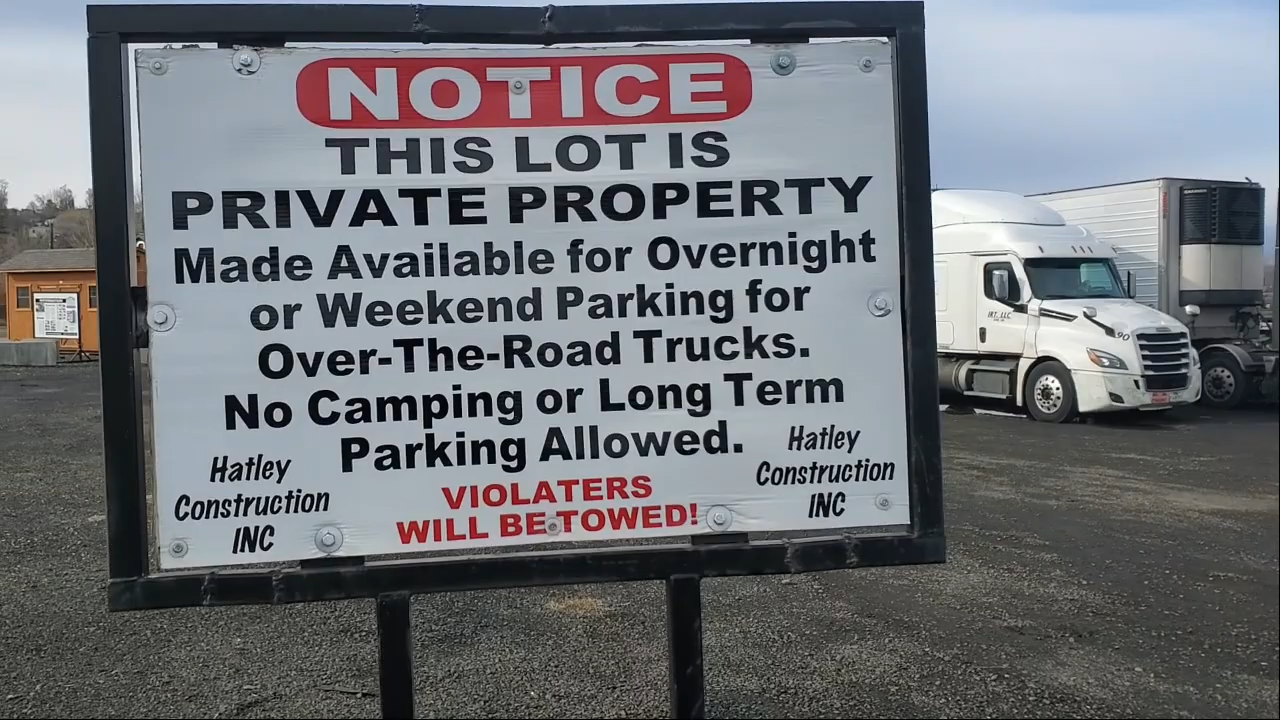 NOTICE
THIS LOT IS
PRIVATE PROPERTY
Made Available for Overnight
or Weekend Parking for
Over-The-Road Trucks.
No Camping or Long Term
Parking Allowed.
Hatley
Construction
INC
VIOLATERS
WILL BE TOWED!
Hatley
Construction
INC
90